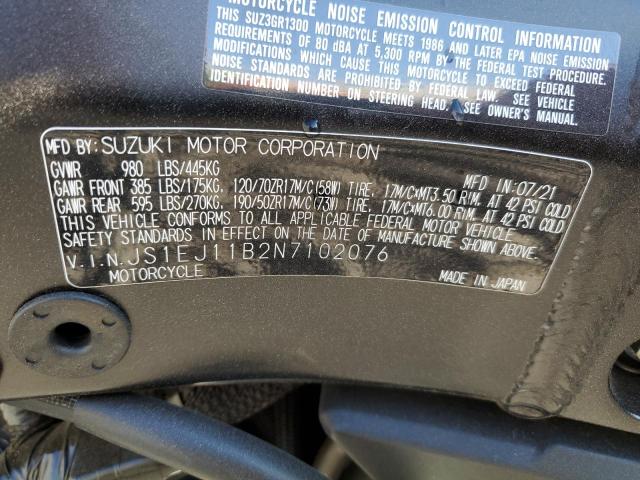 MOTORCYCLE NOISE EMISSION CONTROL INFORMATION
THIS SUZ3GR1300 MOTORCYCLE MEETS 1986 AND LATER EPA NOISE EMISSION
REQUIREMENTS OF 80 dBA AT 5,300 RPM BY THE FEDERAL TEST PROCEDURE.
MODIFICATIONS WHICH CAUSE THIS MOTORCYCLE TO EXCEED FEDERAL
NOISE STANDARDS ARE PROHIBITED BY FEDERAL LAW. SEE VEHICLE
IDENTIFICATION NUMBER ON STEERING HEAD. SEE OWNER'S MANUAL.
MFD BY:SUZUKI MOTOR CORPORATION
MFD IN:07/21
GVWR 980 LBS/445KG
GAWR FRONT 385 LBS/175KG, 120/70ZR17M/C(58W) TIRE, 17M/C×MT3.50 RIM, AT 42 PSI COLD
GAWR REAR 595 LBS/270KG, 190/50ZR17M/C(73W) TIRE, 17M/C×MT6.00 RIM, AT 42 PSI COLD
THIS VEHICLE CONFORMS TO ALL APPLICABLE FEDERAL MOTOR VEHICLE
SAFETY STANDARDS IN EFFECT ON THE DATE OF MANUFACTURE SHOWN ABOVE.
V.I.N.JS1EJ11B2N7102076
MOTORCYCLE
MADE IN JAPAN